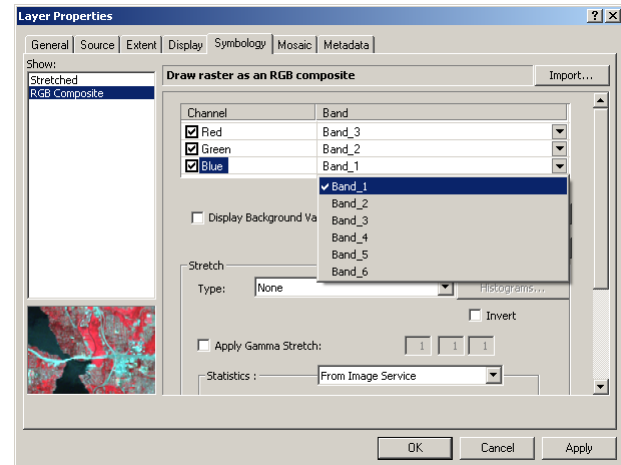 Layer Properties
General Source Extent Display Symbology Mosaic Metadata
Show:
Stretched
RGB Composite
Draw raster as an RGB composite
Import...
Channel Band
Red Band_3
Green Band_2
Blue Band_1
Band_1
Band_2
Band_3
Band_4
Band_5
Band_6
Display Background Va
Stretch
Type: None Histograms...
Invert
Apply Gamma Stretch: 1 1 1
Statistics : From Image Service
OK Cancel Apply